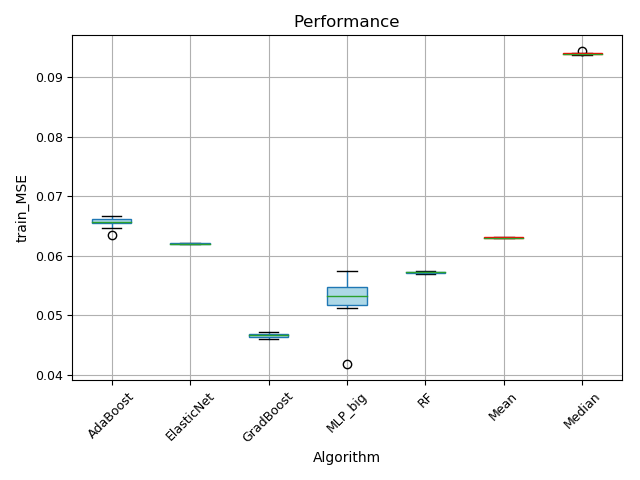 Performance
train_MSE
0.09
0.08
0.07
0.06
0.05
0.04
AdaBoost
ElasticNet
GradBoost
MLP_big
RF
Mean
Median
Algorithm